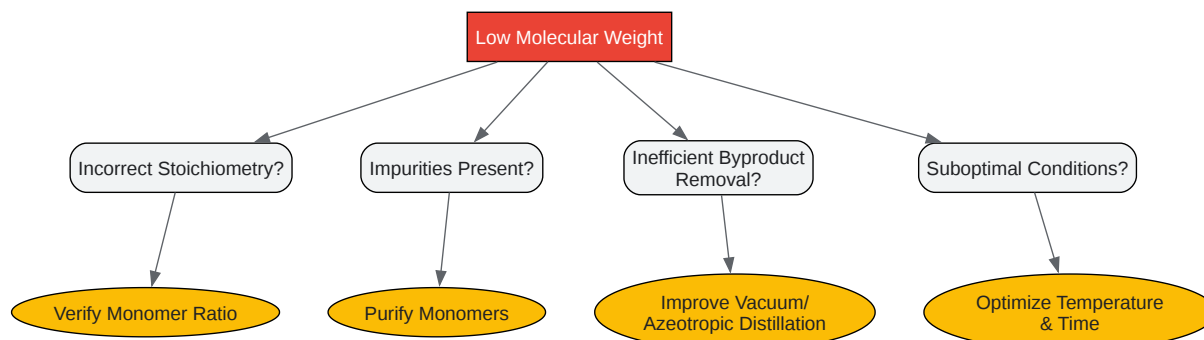 Low Molecular Weight
Incorrect Stoichiometry?
Impurities Present?
Inefficient Byproduct
Removal?
Suboptimal Conditions?
Verify Monomer Ratio
Purify Monomers
Improve Vacuum/
Azeotropic Distillation
Optimize Temperature
& Time